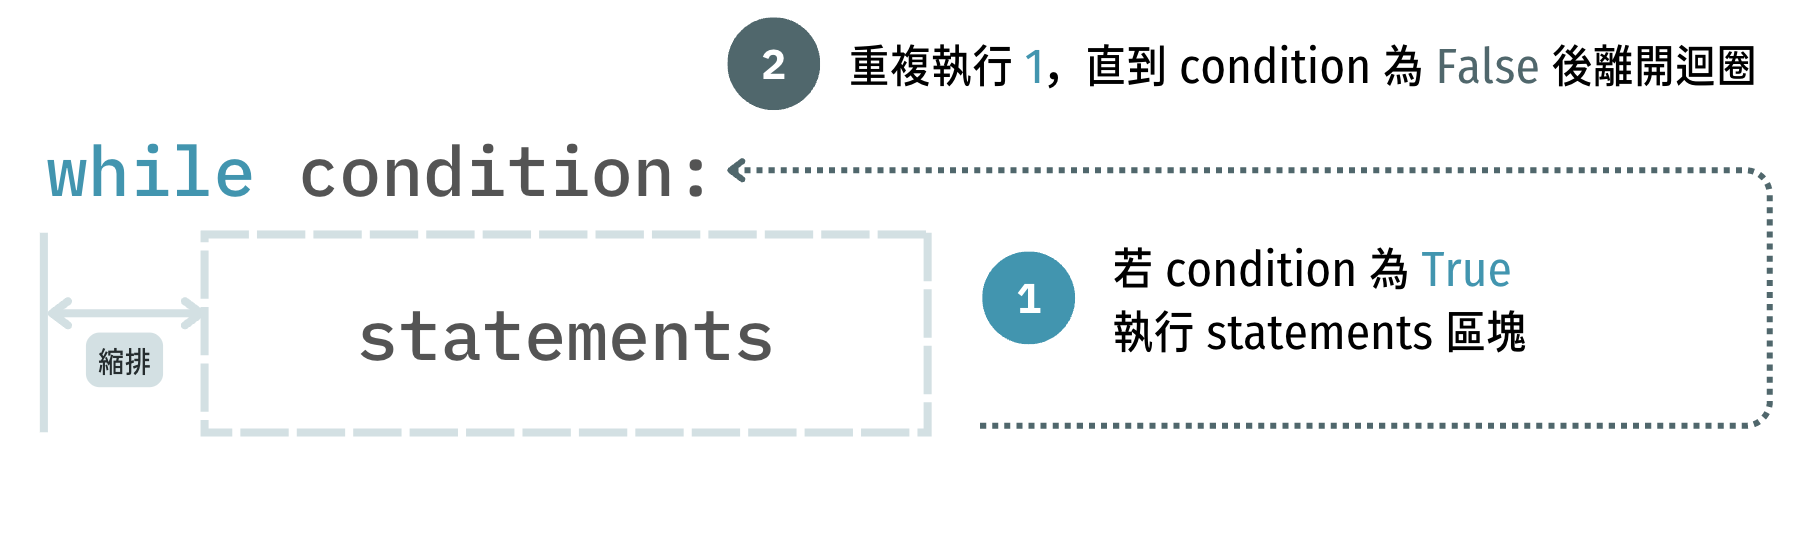 2 重複執行 1，直到 condition 為 False 後離開迴圈
while condition:
1 若 condition 為 True
執行 statements 區塊
statements
縮排